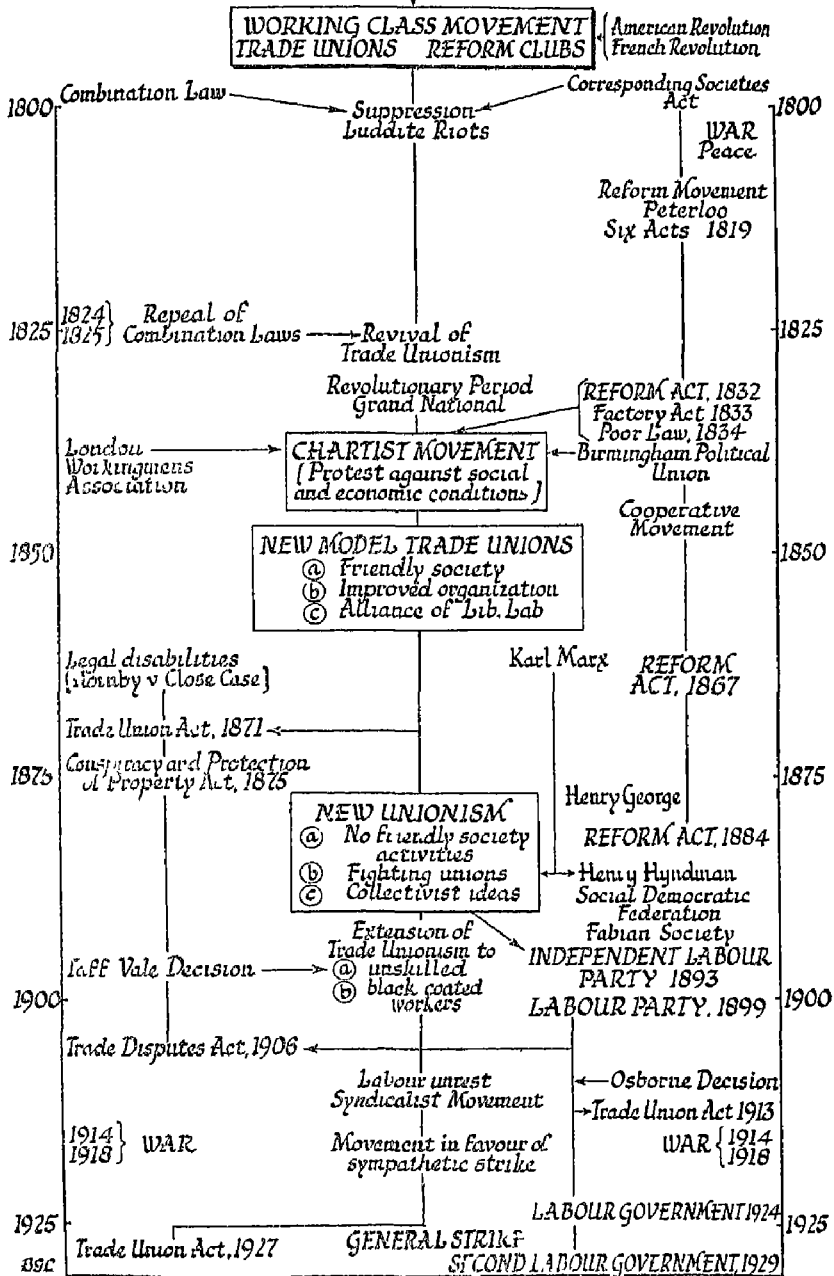 WORKING CLASS MOVEMENT
TRADE UNIONS REFORM CLUBS
American Revolution
French Revolution
Combination Law
Corresponding Societies
Act
1800
1800
Suppression
Luddite Riots
WAR
Peace
Reform Movement
Peterloo
Six Acts 1819
1824
1825
Repeal of
Combination Laws
1825
1825
Revival of
Trade Unionism
Revolutionary Period
Grand National
REFORM ACT, 1832
Factory Act 1833
Poor Law, 1834
London
Workingmens
Association
CHARTIST MOVEMENT
[Protest against social
and economic conditions]
Birmingham Political
Union
Cooperative
Movement
1850
1850
NEW MODEL TRADE UNIONS
(a) Friendly society
(b) Improved organization
(c) Alliance of Lib. Lab
Legal disabilities
[Hornby v Close Case]
Karl Marx
REFORM
ACT, 1867
Trade Union Act, 1871
Conspiracy and Protection
of Property Act, 1875
1875
1875
Henry George
NEW UNIONISM
(a) No friendly society
activities
(b) Fighting unions
(c) Collectivist ideas
REFORM ACT, 1884
Henry Hyndman
Social Democratic
Federation
Fabian Society
Extension of
Trade Unionism to
(a) unskilled
(b) black coated
workers
Taff Vale Decision
INDEPENDENT LABOUR
PARTY 1893
1900
1900
LABOUR PARTY, 1899
Trade Disputes Act, 1906
Labour unrest
Syndicalist Movement
Osborne Decision
Trade Union Act 1913
1914
1918
WAR
Movement in favour of
sympathetic strike
WAR
1914
1918
LABOUR GOVERNMENT 1924
1925
1925
Trade Union Act, 1927
GENERAL STRIKE
SECOND LABOUR GOVERNMENT, 1929